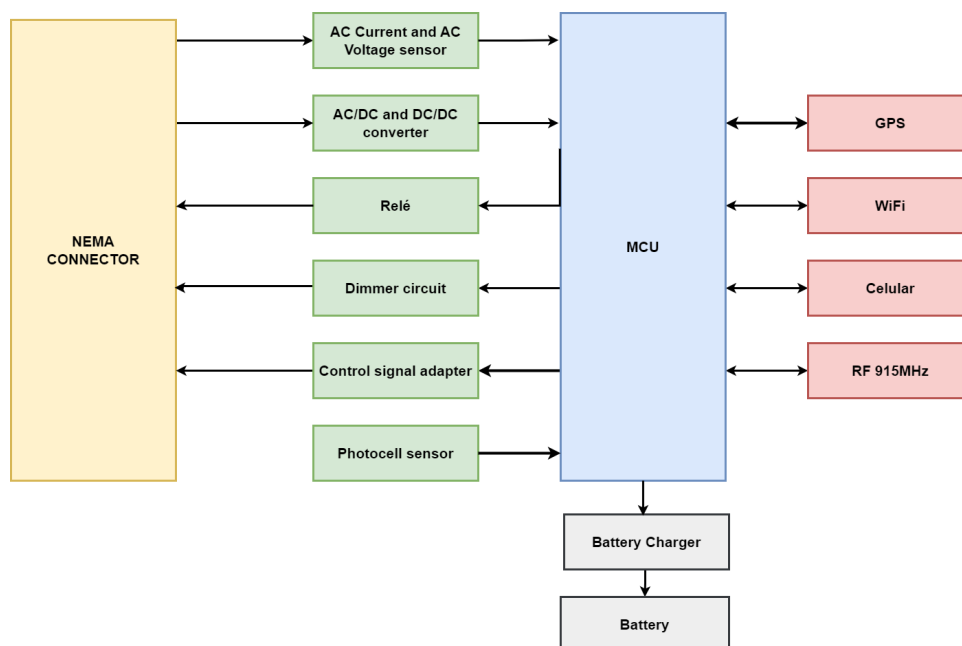 AC Current and AC
Voltage sensor
AC/DC and DC/DC
converter
GPS
Relé
WiFi
NEMA
CONNECTOR
MCU
Dimmer circuit
Celular
Control signal adapter
RF 915MHz
Photocell sensor
Battery Charger
Battery